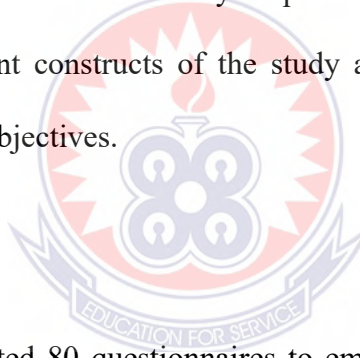 nt constructs of the study a
bjectives.
EDUCATION FOR SERVICE
ted 80 questionnaires to em